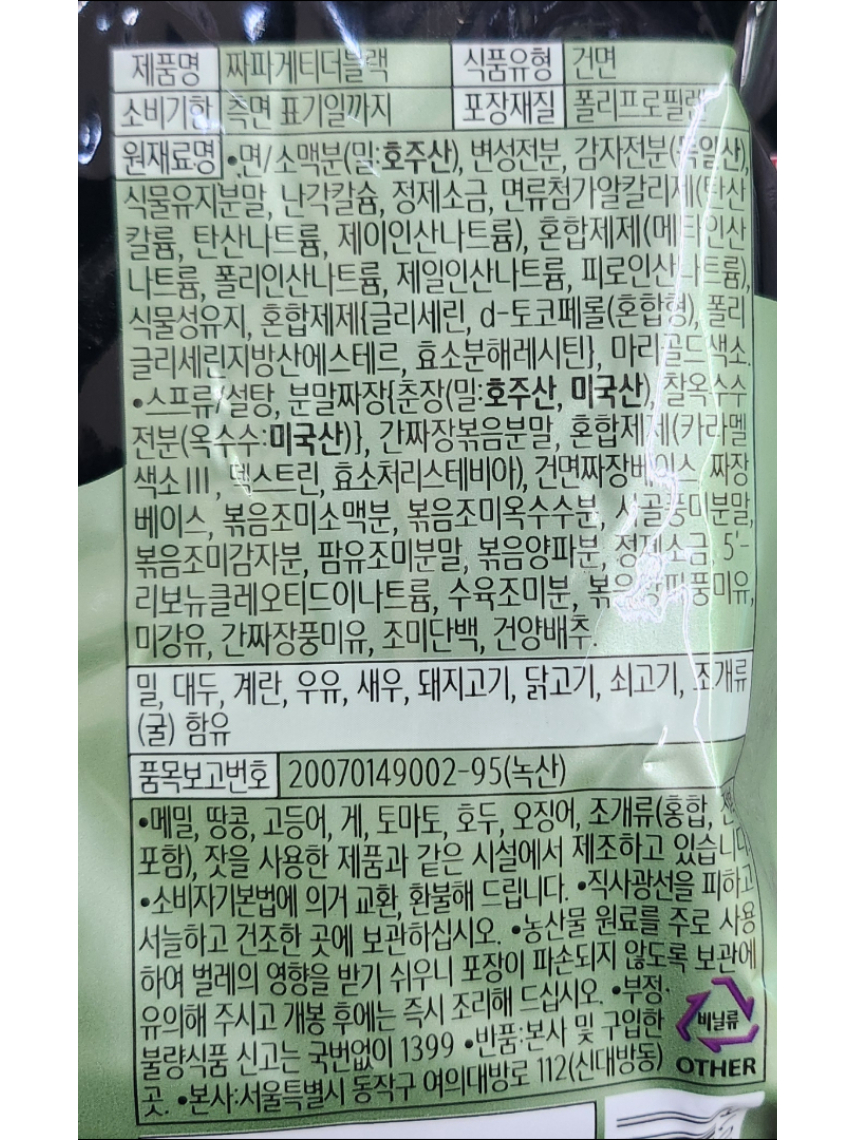 제품명 짜파게티더블랙 식품유형 건면
소비기한 측면 표기일까지 포장재질 폴리프로필렌
원재료명 •면/소맥분(밀:호주산), 변성전분, 감자전분(독일산),
식물유지분말, 난각칼슘, 정제소금, 면류첨가알칼리제(탄산
칼륨, 탄산나트륨, 제이인산나트륨), 혼합제제(메타인산
나트륨, 폴리인산나트륨, 제일인산나트륨, 피로인산나트륨),
식물성유지, 혼합제제{글리세린, d-토코페롤(혼합형), 폴리
글리세린지방산에스테르, 효소분해레시틴}, 마리골드색소.
•스프류/설탕, 분말짜장{춘장(밀:호주산, 미국산), 찰옥수수
전분(옥수수:미국산)}, 간짜장볶음분말, 혼합제제(카라멜
색소III, 덱스트린, 효소처리스테비아), 건면짜장베이스, 짜장
베이스, 볶음조미소맥분, 볶음조미옥수수분, 사골풍미분말,
볶음조미감자분, 팜유조미분말, 볶음양파분, 정제소금, 5'-
리보뉴클레오티드이나트륨, 수육조미분, 볶음양파풍미유,
미강유, 간짜장풍미유, 조미단백, 건양배추.
밀, 대두, 계란, 우유, 새우, 돼지고기, 닭고기, 쇠고기, 조개류
(굴) 함유
품목보고번호 20070149002-95(녹산)
•메밀, 땅콩, 고등어, 게, 토마토, 호두, 오징어, 조개류(홍합,
포함), 잣을 사용한 제품과 같은 시설에서 제조하고 있습니다.
•소비자기본법에 의거 교환, 환불해 드립니다. •직사광선을 피하고
서늘하고 건조한 곳에 보관하십시오. •농산물 원료를 주로 사용
하여 벌레의 영향을 받기 쉬우니 포장이 파손되지 않도록 보관에
유의해 주시고 개봉 후에는 즉시 조리해 드십시오. •부정·
불량식품 신고는 국번없이 1399 •반품:본사 및 구입한
곳. •본사:서울특별시 동작구 여의대방로 112(신대방동)
비닐류
OTHER